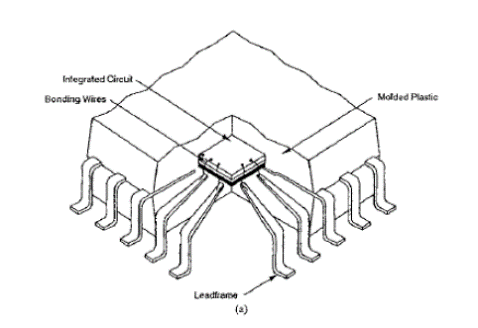 Integrated Circuit
Bonding Wires
Molded Plastic
Leadframe
(a)